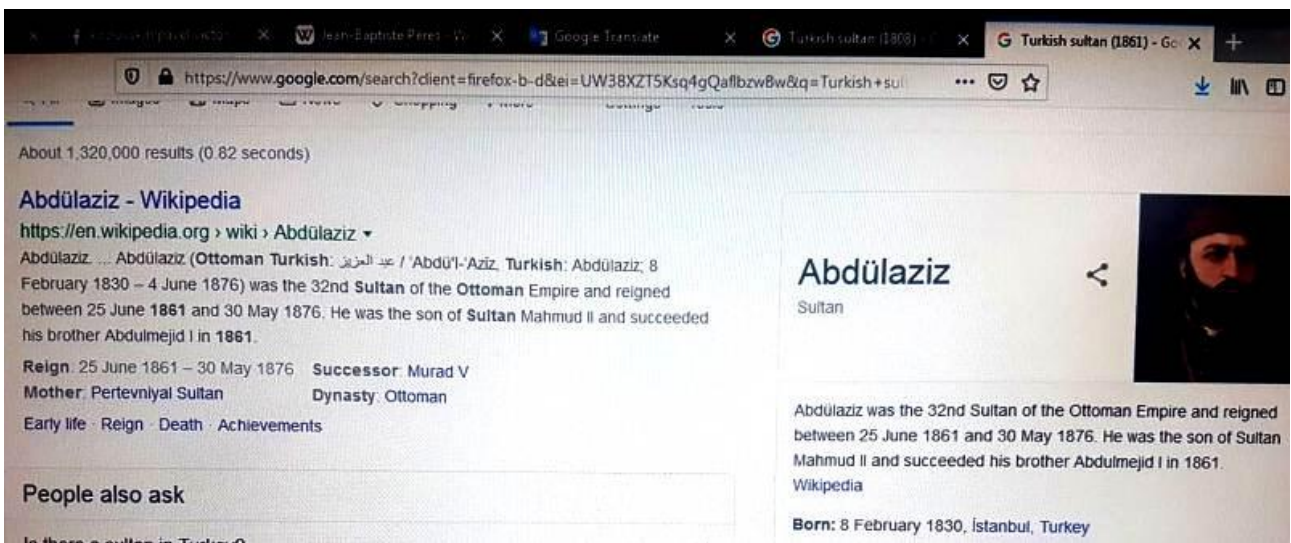 Jean-Baptiste Pérès - W
Google Translate
Turkish sultan (1808) -
Turkish sultan (1861) - Go
https://www.google.com/search?client=firefox-b-d&ei=
About 1,320,000 results (0.82 seconds)
Abdülaziz - Wikipedia
https://en.wikipedia.org › wiki › Abdülaziz
Abdülaziz. ... Abdülaziz (Ottoman Turkish: عبد العزيز / 'Abdü'l-'Azīz, Turkish: Abdülaziz; 8
February 1830 – 4 June 1876) was the 32nd Sultan of the Ottoman Empire and reigned
between 25 June 1861 and 30 May 1876. He was the son of Sultan Mahmud II and succeeded
his brother Abdulmejid I in 1861.
Reign: 25 June 1861 – 30 May 1876 Successor: Murad V
Mother: Pertevniyal Sultan Dynasty: Ottoman
Early life · Reign · Death · Achievements
People also ask
Is there a sultan in Turkey?
Abdülaziz
Sultan
Abdülaziz was the 32nd Sultan of the Ottoman Empire and reigned
between 25 June 1861 and 30 May 1876. He was the son of Sultan
Mahmud II and succeeded his brother Abdulmejid I in 1861.
Wikipedia
Born: 8 February 1830, İstanbul, Turkey